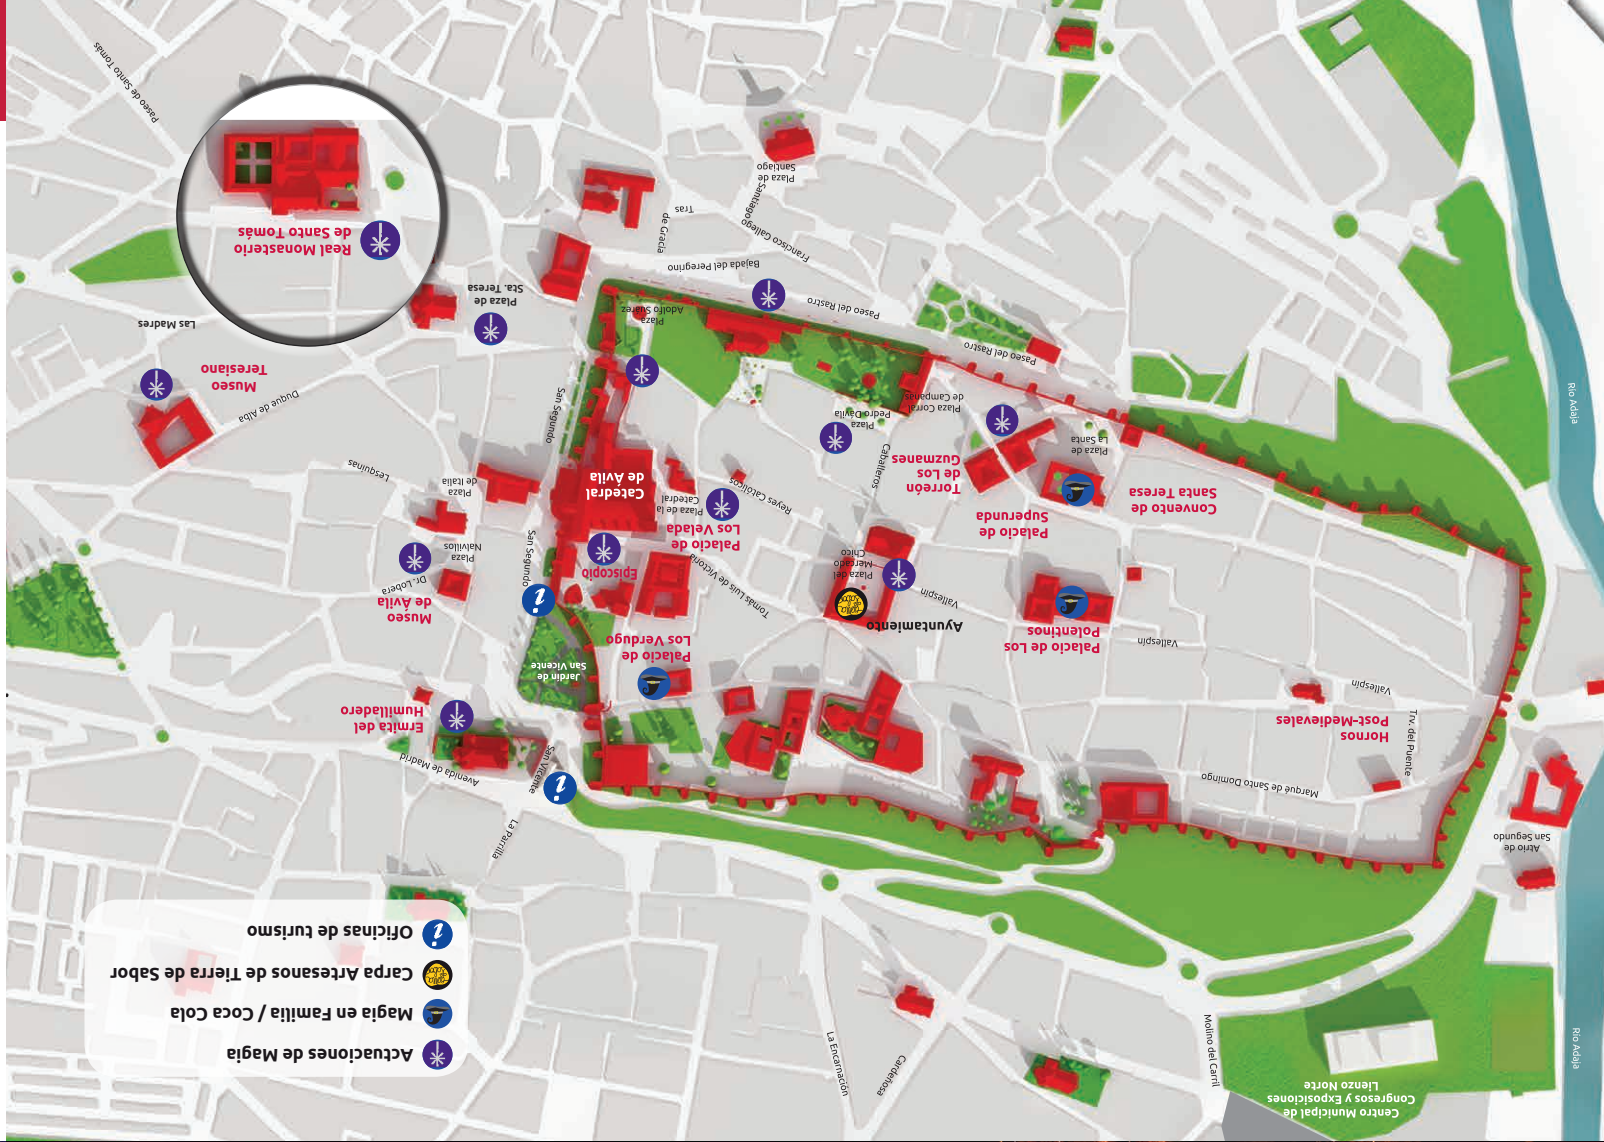 Actuaciones de Magia
Magia en Familia / Coca Cola
Carpa Artesanos de Tierra de Sabor
Oficinas de turismo
Centro Municipal de
Congresos y Exposiciones
Lienzo Norte
Río Adaja
Molino del Carril
Cardeñosa
La Encarnación
Atrio de
San Segundo
La Parrilla
Marqué de Santo Domingo
Trv. del Puente
Hornos
Post-Medievales
Vallespín
Avenida de Madrid
San Vicente
Ermita del
Humilladero
Jardín de
San Vicente
Palacio de
Los Verdugo
Palacio de Los
Polentinos
Vallespín
Ayuntamiento
Vallespín
Plaza del
Mercado
Chico
Tomás Luis de Victoria
Museo
de Ávila
Dr. Lobera
Plaza
Nalvillos
San Segundo
Episcopio
Palacio de
Los Velada
Plaza de la
Catedral
Reyes Católicos
Catedral
de Ávila
Palacio de
Superunda
Convento de
Santa Teresa
Torreón
de Los
Guzmanes
Plaza de
La Santa
Caballeros
Plaza
Pedro Dávila
Plaza Corral
de Campanas
Plaza
de Italia
Lesquinas
San Segundo
Duque de Alba
Museo
Teresiano
Las Madres
Paseo del Rastro
Paseo del Rastro
Plaza
Adolfo Suárez
Plaza de
Sta. Teresa
Bajada del Peregrino
Francisco Gallego
de Gracia
Tras
Santiago
Plaza de
Santiago
Real Monasterio
de Santo Tomás
Paseo de Santo Tomás
Río Adaja